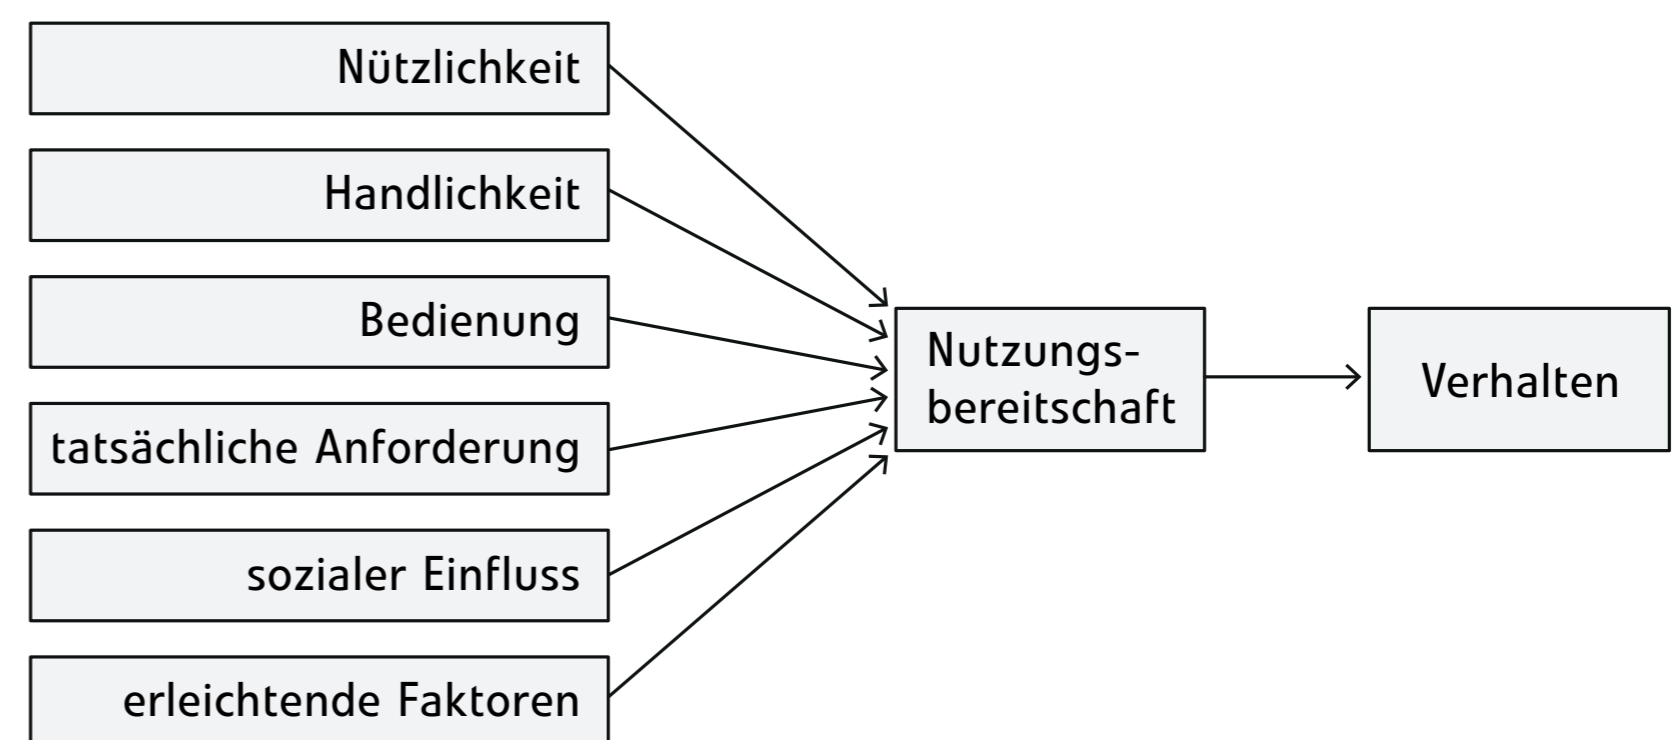 Nützlichkeit
Handlichkeit
Bedienung
tatsächliche Anforderung
sozialer Einfluss
erleichtende Faktoren
Nutzungs-
bereitschaft
Verhalten